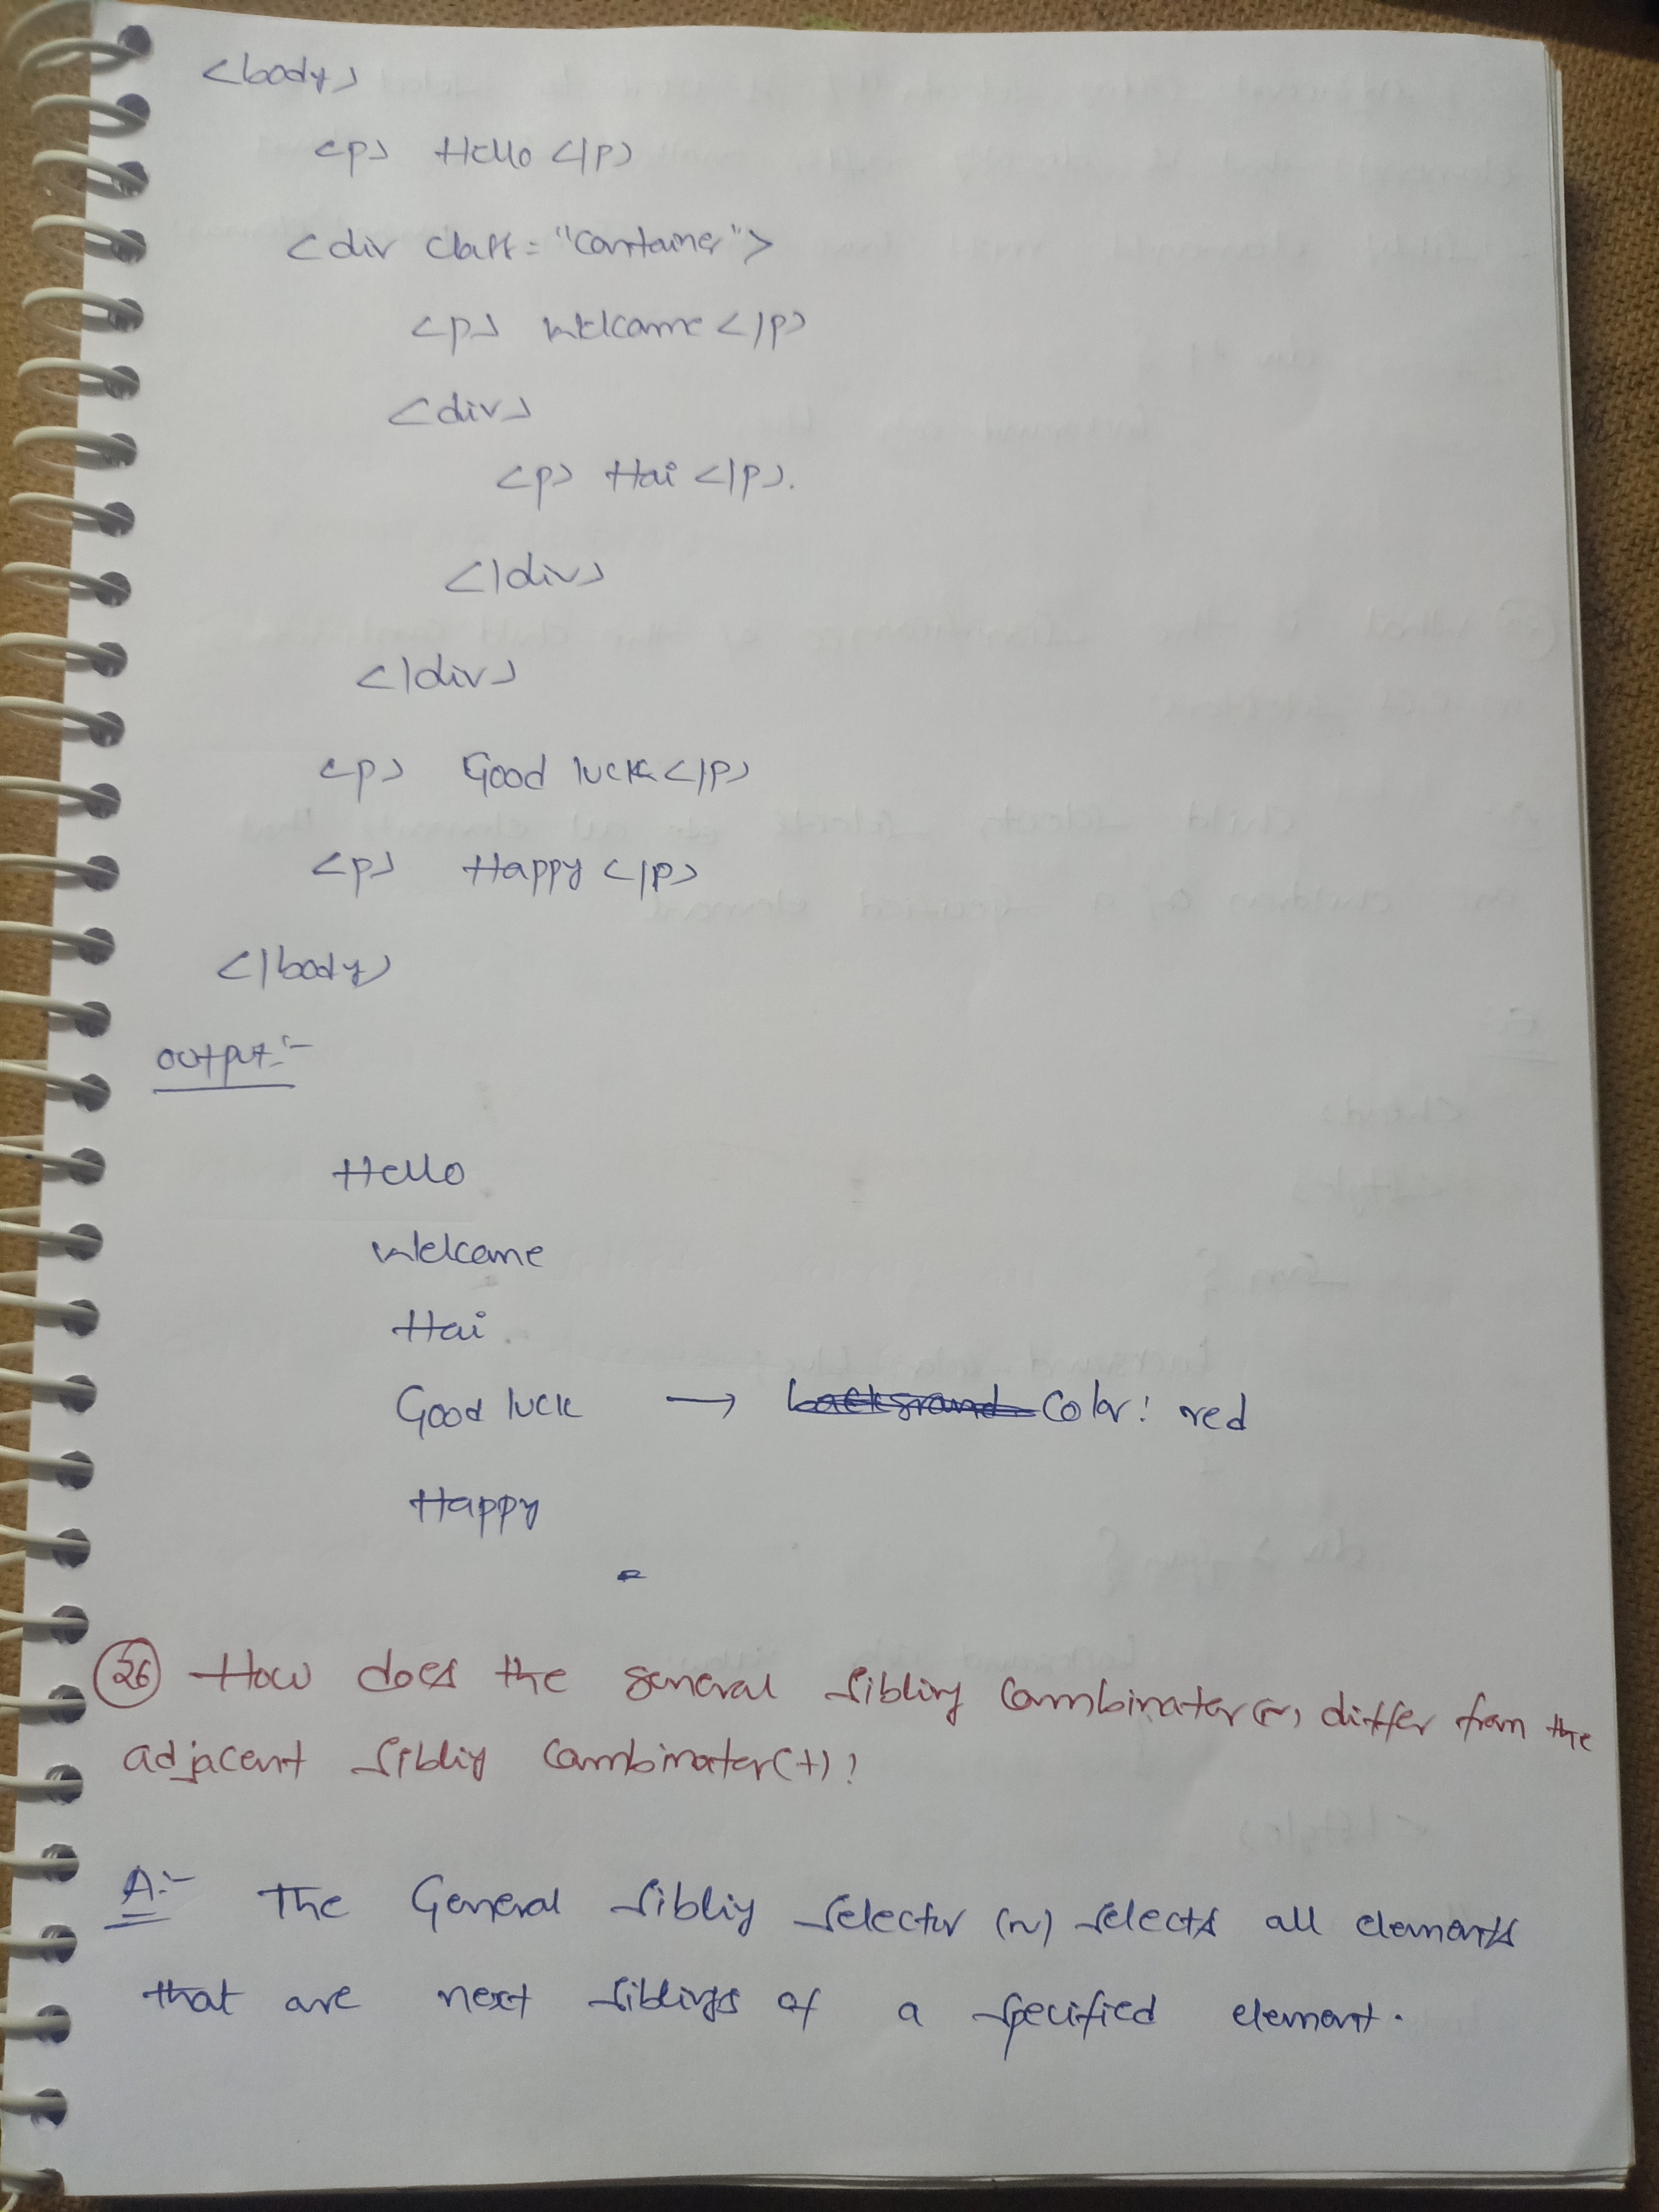 <body>
<p> Hello </p>
<div class="container">
<p> welcome </p>
<div>
<p> Hai </p>.
</div>
</div>
<p> Good luck </p>
<p> Happy </p>
</body>
output:-
Hello
welcome
Hai.
Good luck → background color: red
Happy
26 How does the general sibling combinator(~) differ from the
adjacent sibliy combinator(+)?
A:- The General sibliy selector (~) selects all elements
that are next siblings of a specified element.